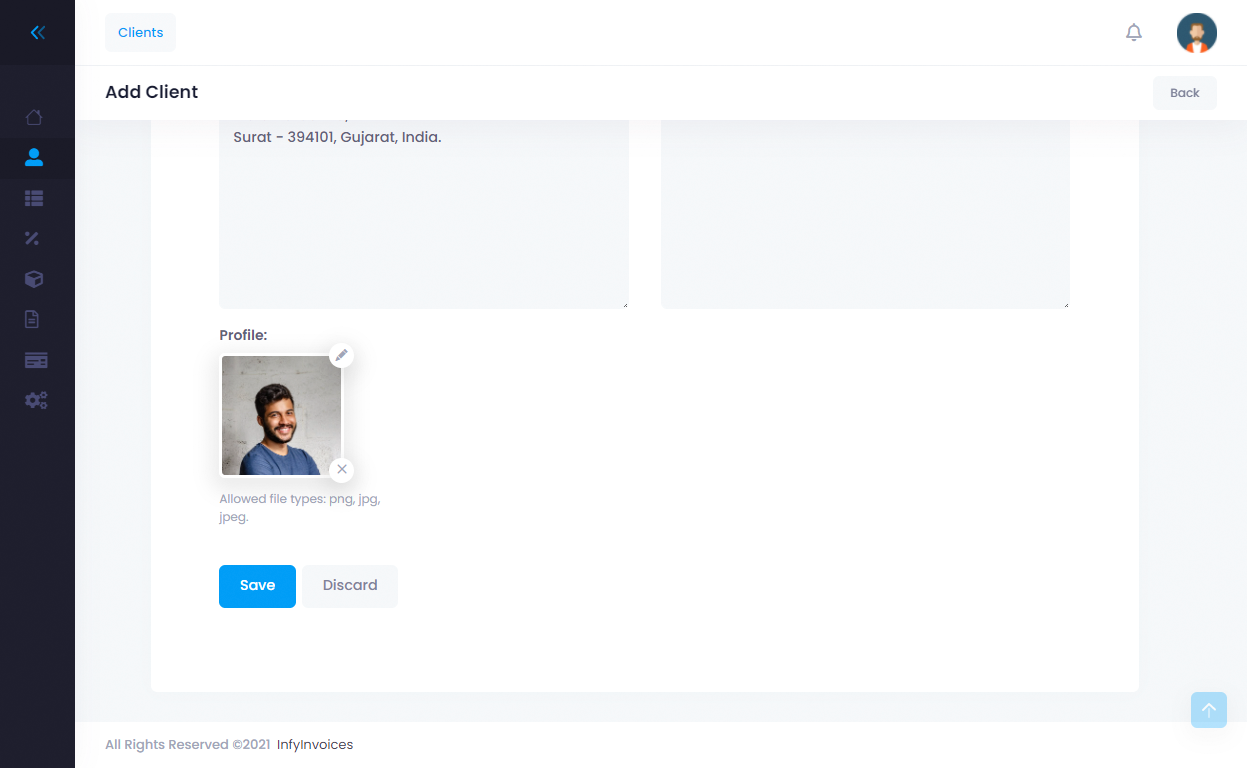 Clients
Add Client
Back
Surat - 394101, Gujarat, India.
Profile:
Allowed file types: png, jpg,
jpeg.
Save
Discard
All Rights Reserved ©2021 InfyInvoices